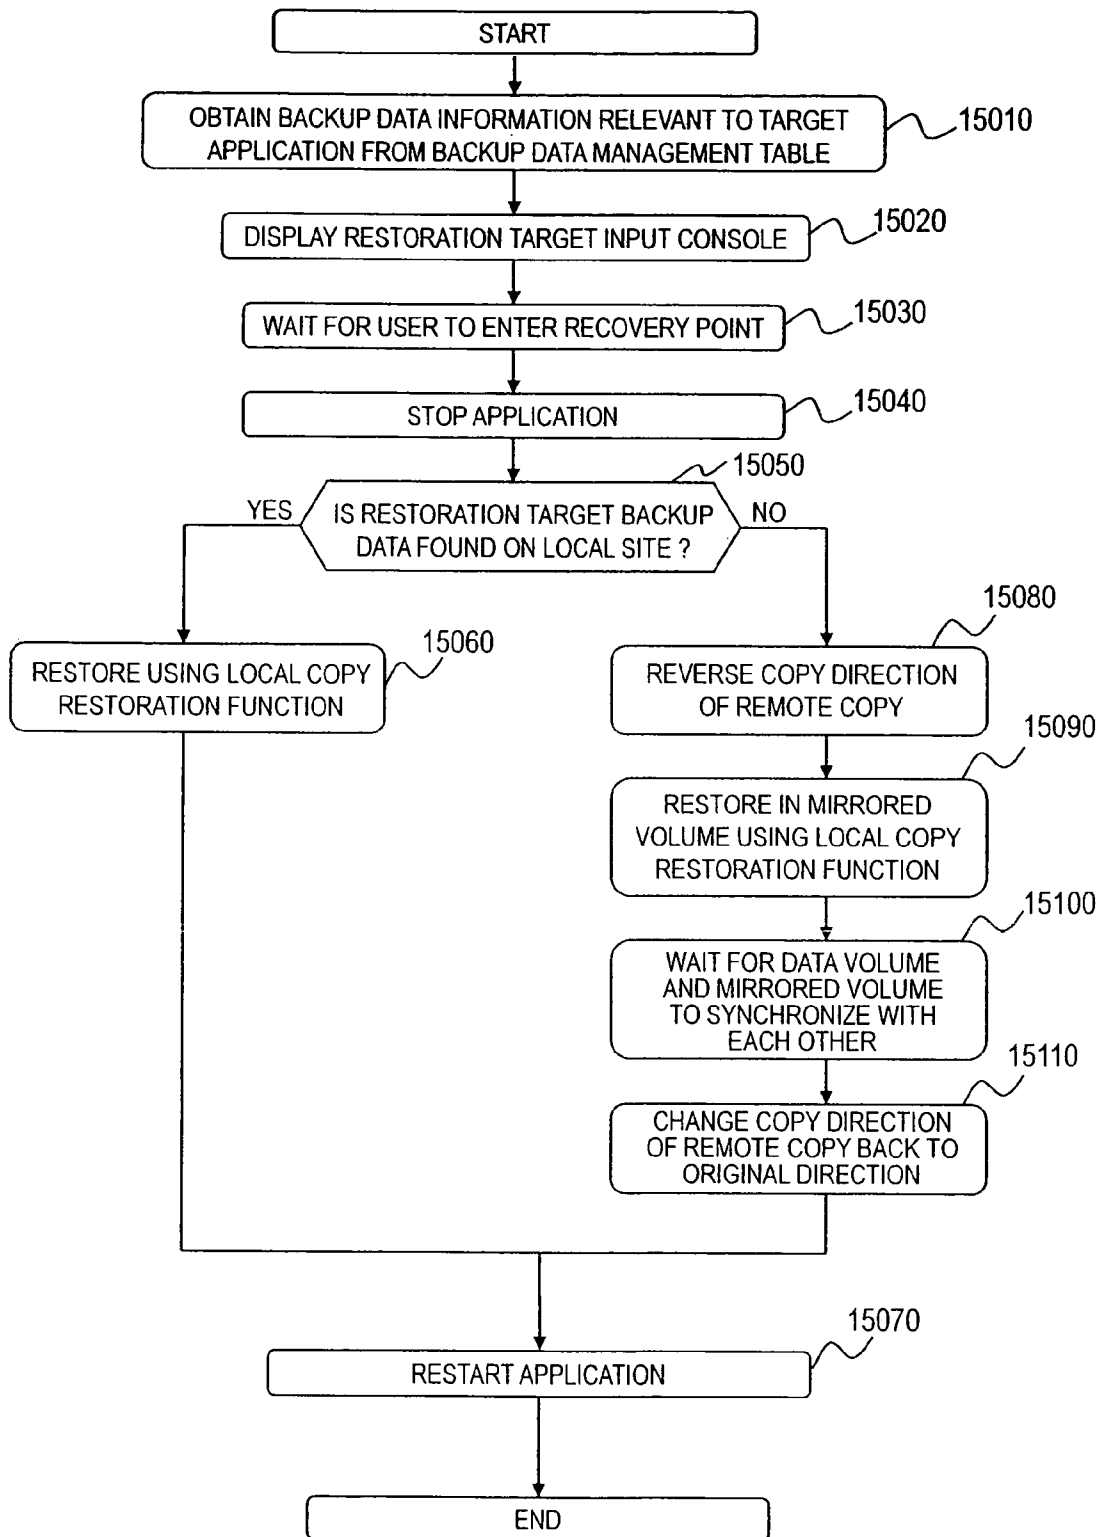 START
OBTAIN BACKUP DATA INFORMATION RELEVANT TO TARGET
APPLICATION FROM BACKUP DATA MANAGEMENT TABLE
15010
DISPLAY RESTORATION TARGET INPUT CONSOLE
15020
WAIT FOR USER TO ENTER RECOVERY POINT
15030
STOP APPLICATION
15040
15050
YES
IS RESTORATION TARGET BACKUP
DATA FOUND ON LOCAL SITE ?
NO
RESTORE USING LOCAL COPY
RESTORATION FUNCTION
15060
15080
REVERSE COPY DIRECTION
OF REMOTE COPY
15090
RESTORE IN MIRRORED
VOLUME USING LOCAL COPY
RESTORATION FUNCTION
15100
WAIT FOR DATA VOLUME
AND MIRRORED VOLUME
TO SYNCHRONIZE WITH
EACH OTHER
15110
CHANGE COPY DIRECTION
OF REMOTE COPY BACK TO
ORIGINAL DIRECTION
15070
RESTART APPLICATION
END